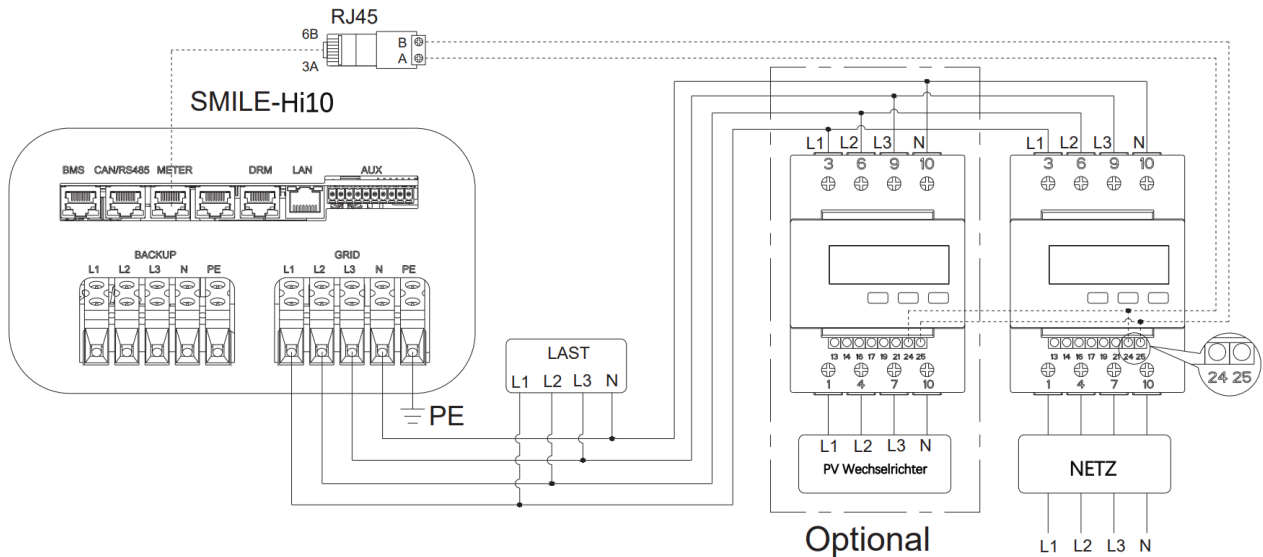 RJ45
6B
B
A
3A
SMILE-Hi10
BMS CAN/RS485 METER DRM LAN AUX
BACKUP
L1 L2 L3 N PE
GRID
L1 L2 L3 N PE
PE
LAST
L1 L2 L3 N
L1 L2 L3 N
3 6 9 10
13 14 16 17 19 21 24 25
1 4 7 10
L1 L2 L3 N
PV Wechselrichter
Optional
L1 L2 L3 N
3 6 9 10
13 14 16 17 19 21 24 25
24 25
1 4 7 10
NETZ
L1 L2 L3 N